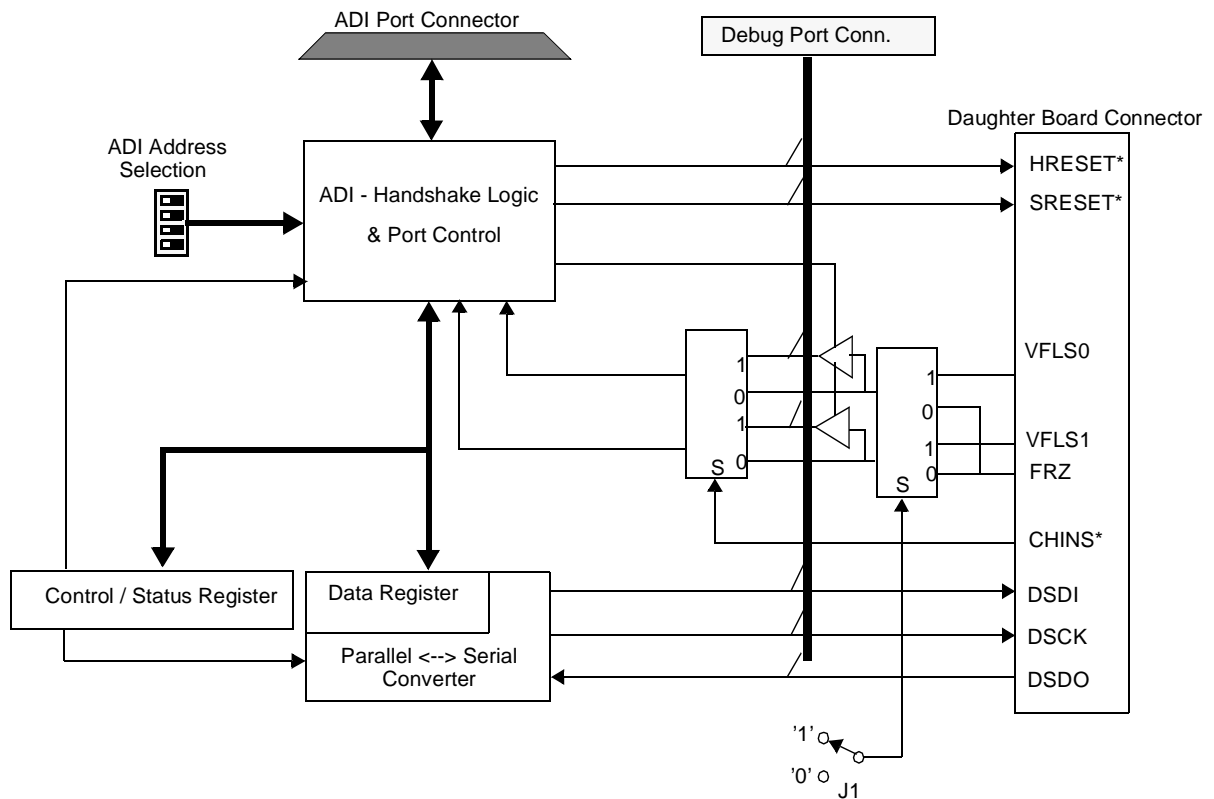 ADI Port Connector
Debug Port Conn.
Daughter Board Connector
ADI Address
Selection
ADI - Handshake Logic
& Port Control
HRESET*
SRESET*
VFLS0
VFLS1
FRZ
CHINS*
DSDI
DSCK
DSDO
1
0
1
0
S
1
0
1
0
S
Control / Status Register
Data Register
Parallel <--> Serial
Converter
'1'
'0'
J1